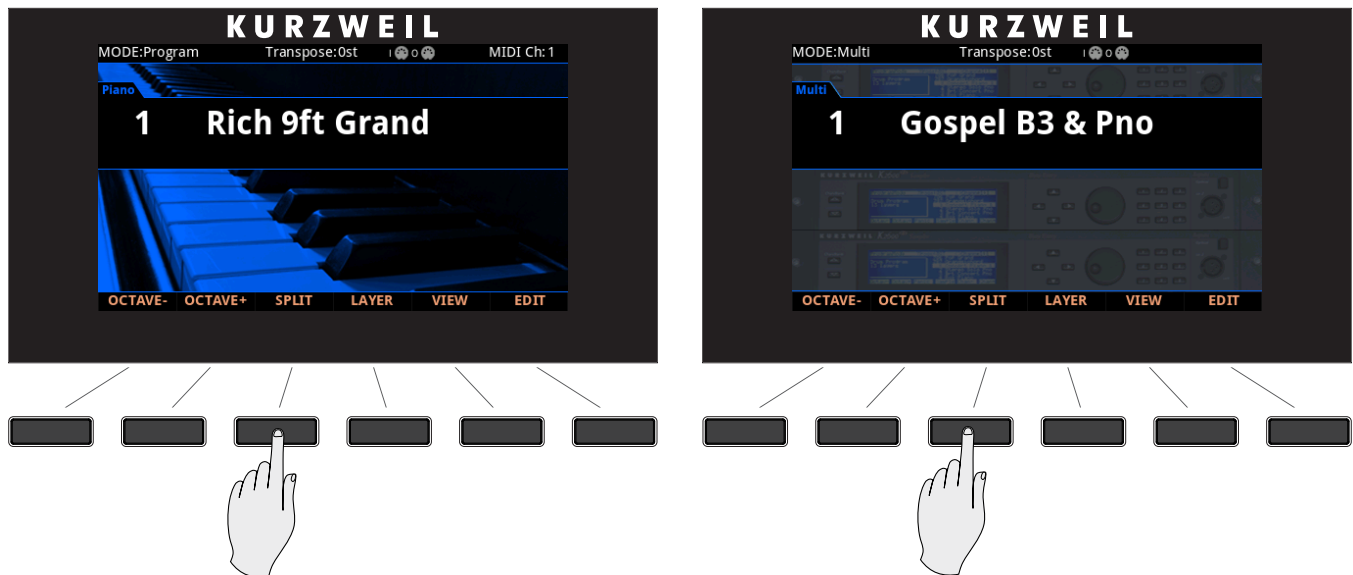 KURZWEIL
MODE:Program Transpose:0st I O MIDI Ch:1
Piano
1 Rich 9ft Grand
OCTAVE- OCTAVE+ SPLIT LAYER VIEW EDIT
KURZWEIL
MODE:Multi Transpose:0st I O
Multi
1 Gospel B3 & Pno
OCTAVE- OCTAVE+ SPLIT LAYER VIEW EDIT